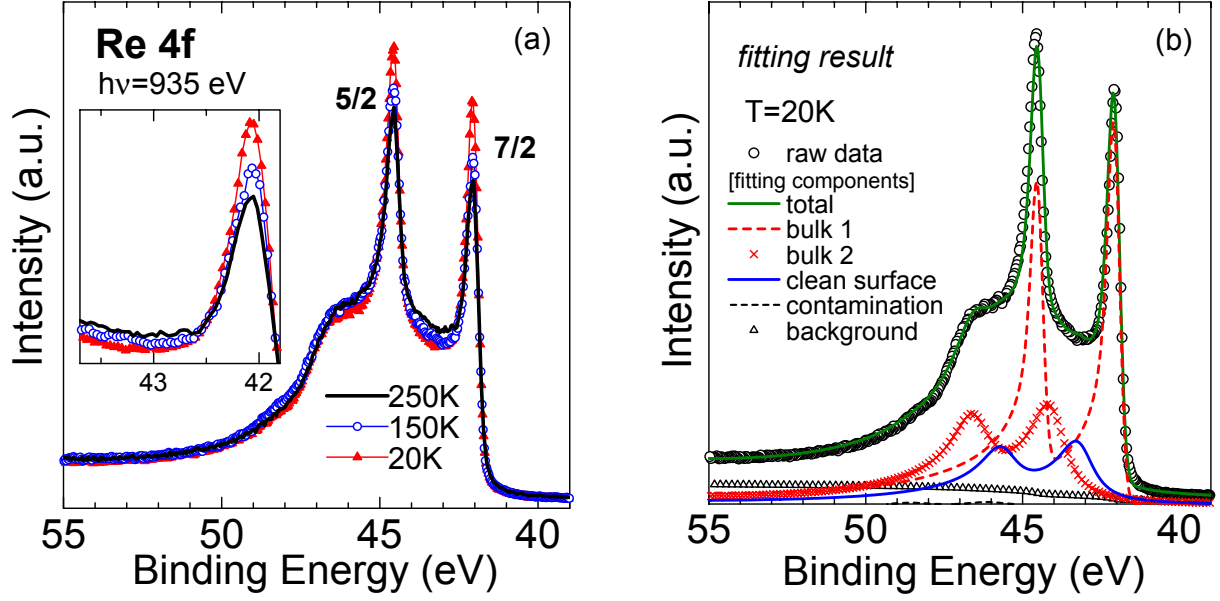 (a)
Re 4f
hν=935 eV
5/2
7/2
43
42
250K
150K
20K
Intensity (a.u.)
55
50
45
40
Binding Energy (eV)
(b)
fitting result
T=20K
raw data
[fitting components]
total
bulk 1
bulk 2
clean surface
contamination
background
Intensity (a.u.)
55
50
45
40
Binding Energy (eV)